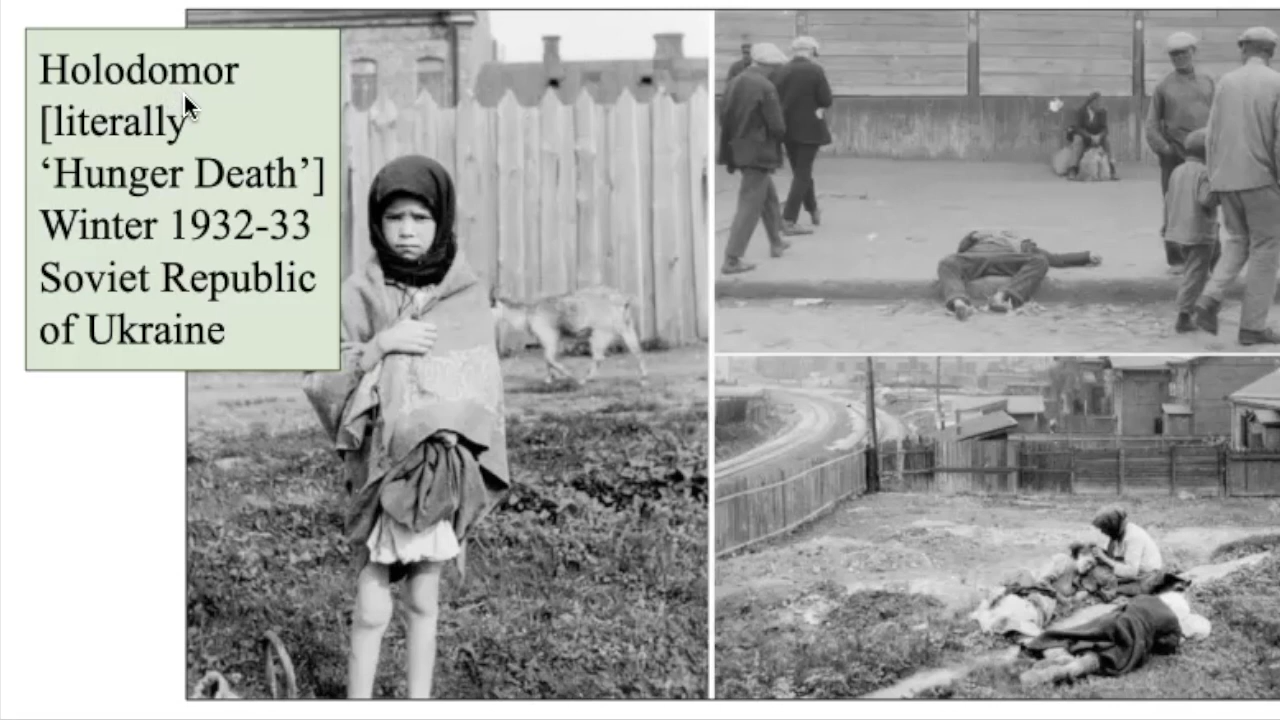 Holodomor
[literally
‘Hunger Death’]
Winter 1932-33
Soviet Republic
of Ukraine